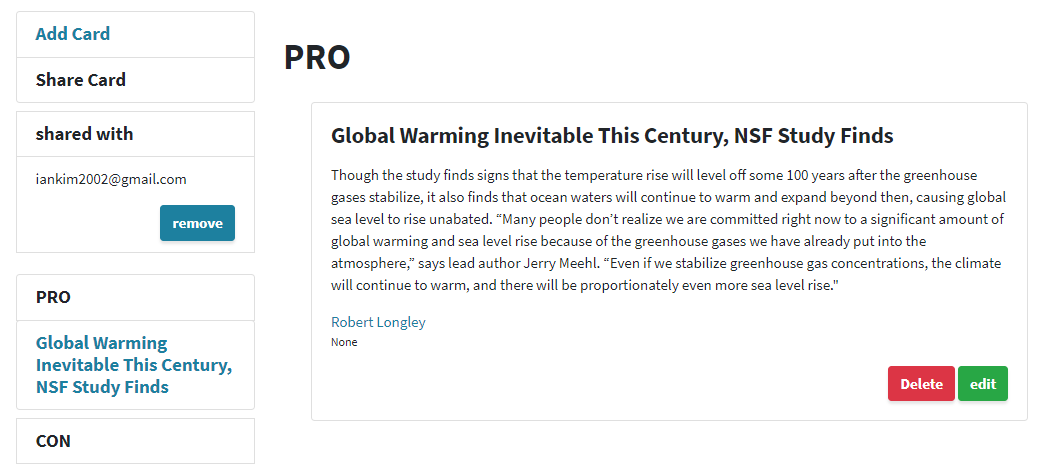 Add Card
Share Card
shared with
iankim2002@gmail.com
remove
PRO
Global Warming
Inevitable This Century,
NSF Study Finds
CON
PRO
Global Warming Inevitable This Century, NSF Study Finds
Though the study finds signs that the temperature rise will level off some 100 years after the greenhouse
gases stabilize, it also finds that ocean waters will continue to warm and expand beyond then, causing global
sea level to rise unabated. “Many people don’t realize we are committed right now to a significant amount of
global warming and sea level rise because of the greenhouse gases we have already put into the
atmosphere,” says lead author Jerry Meehl. “Even if we stabilize greenhouse gas concentrations, the climate
will continue to warm, and there will be proportionately even more sea level rise."
Robert Longley
None
Delete edit